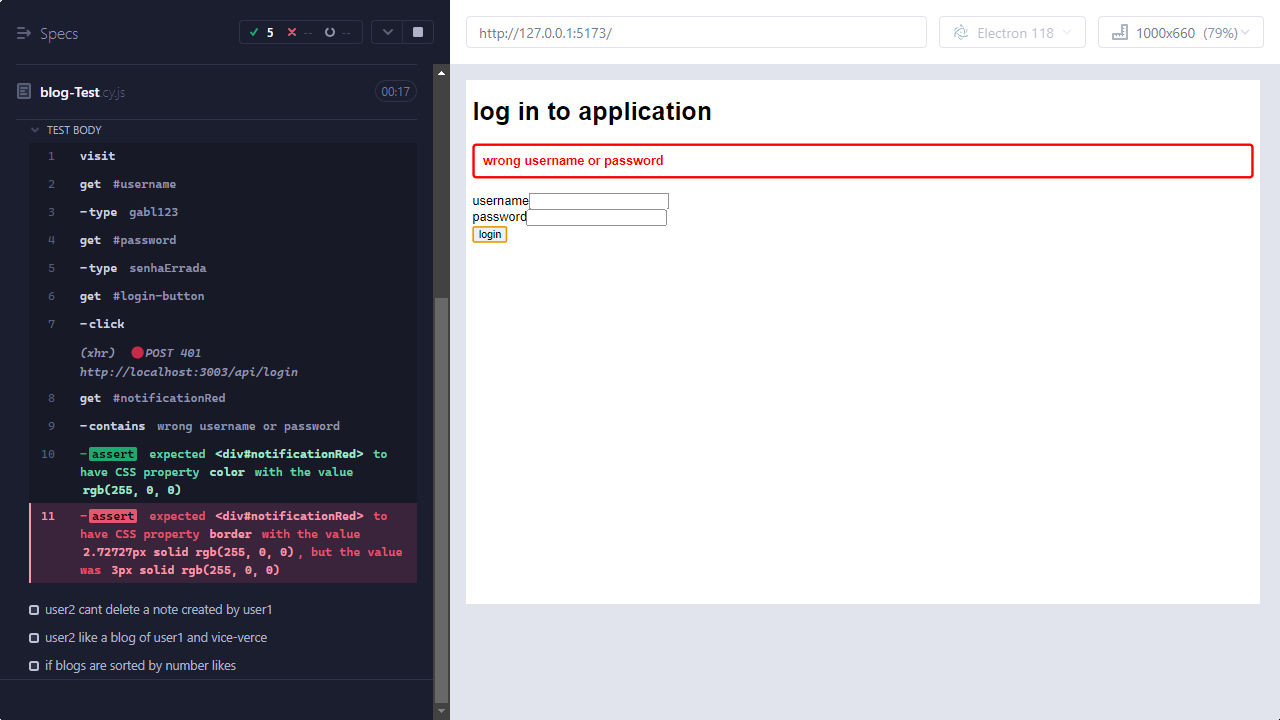 Specs
5
--
--
blog-Test.cy.js
00:17
TEST BODY
1 visit
2 get #username
3 -type gabl123
4 get #password
5 -type senhaErrada
6 get #login-button
7 -click
(xhr) POST 401
http://localhost:3003/api/login
8 get #notificationRed
9 -contains wrong username or password
10 -assert expected <div#notificationRed> to
have CSS property color with the value
rgb(255, 0, 0)
11 -assert expected <div#notificationRed> to
have CSS property border with the value
2.72727px solid rgb(255, 0, 0), but the value
was 3px solid rgb(255, 0, 0)
user2 cant delete a note created by user1
user2 like a blog of user1 and vice-verce
if blogs are sorted by number likes
http://127.0.0.1:5173/
Electron 118
1000x660 (79%)
log in to application
wrong username or password
username
password
login